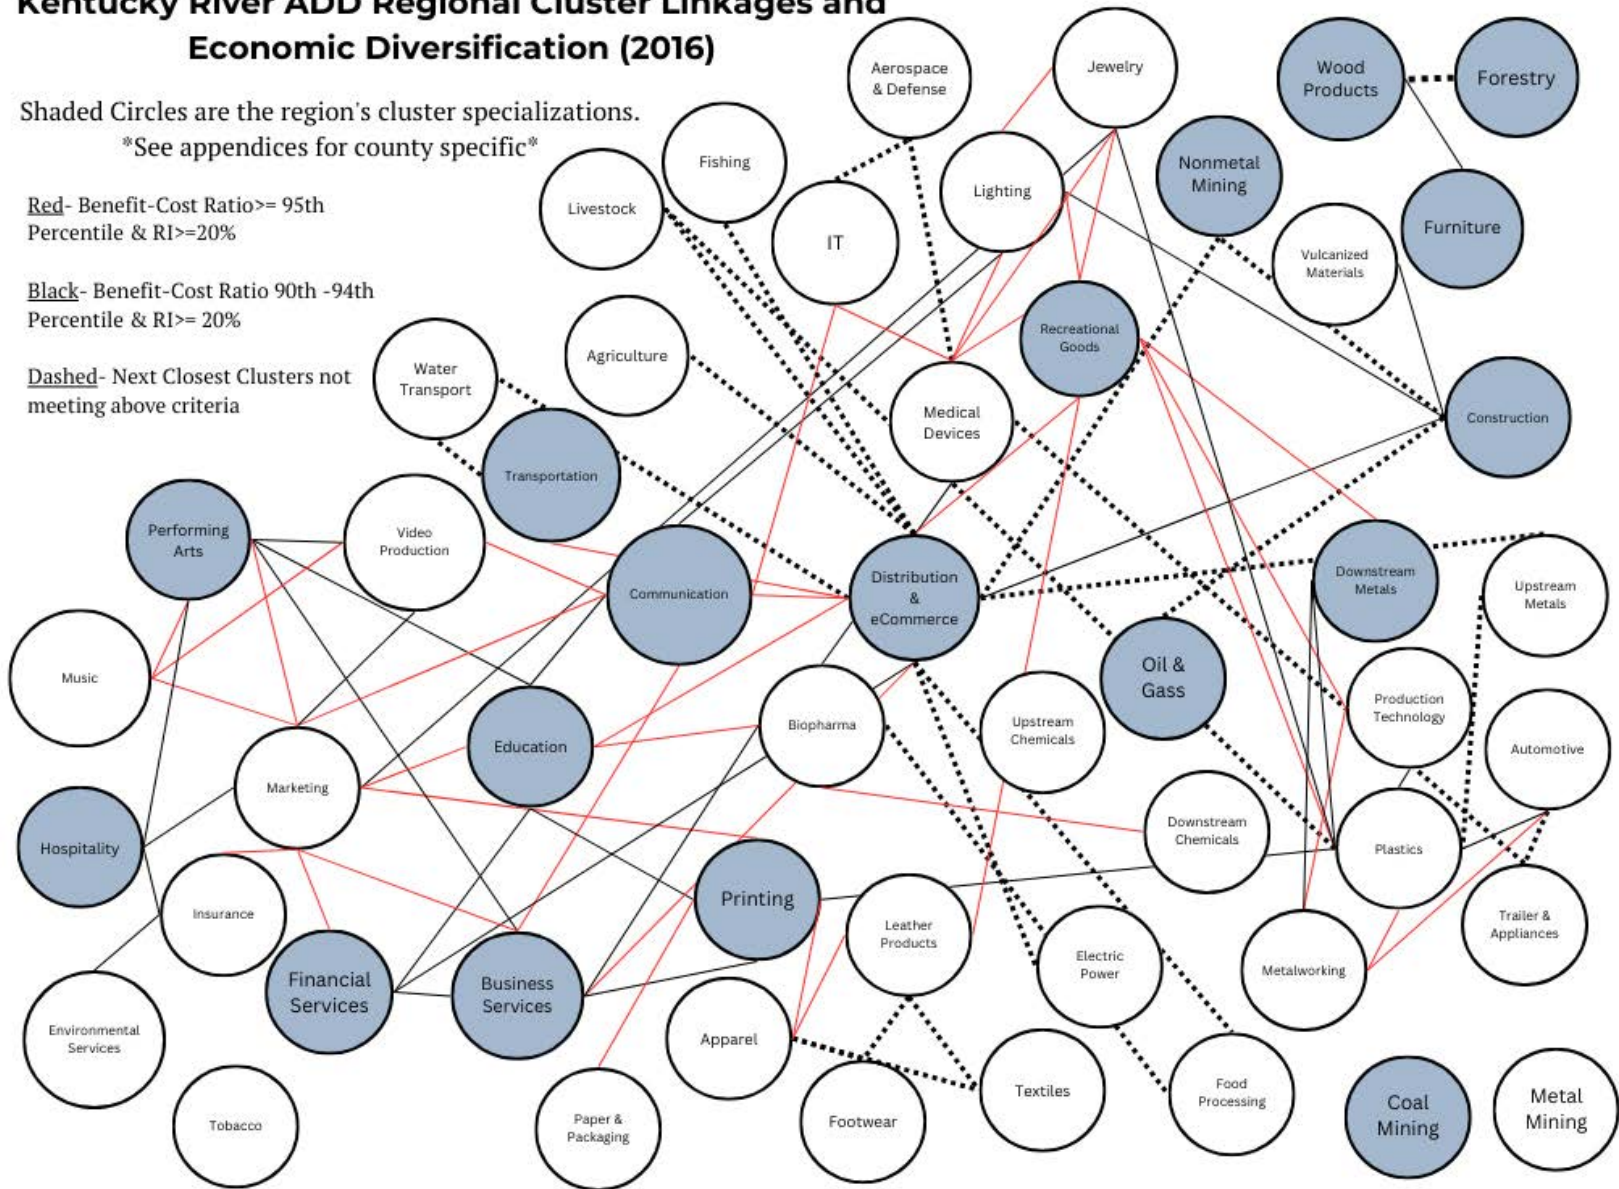 Kentucky River ADD Regional Cluster Linkages and
Economic Diversification (2016)
Shaded Circles are the region's cluster specializations.
*See appendices for county specific*
Red- Benefit-Cost Ratio>= 95th
Percentile & RI>=20%
Black- Benefit-Cost Ratio 90th -94th
Percentile & RI>= 20%
Dashed- Next Closest Clusters not
meeting above criteria
Aerospace
& Defense
Jewelry
Wood
Products
Forestry
Fishing
Livestock
IT
Lighting
Nonmetal
Mining
Vulcanized
Materials
Furniture
Water
Transport
Agriculture
Recreational
Goods
Medical
Devices
Construction
Transportation
Performing
Arts
Video
Production
Communication
Distribution
&
eCommerce
Downstream
Metals
Upstream
Metals
Music
Oil &
Gass
Education
Biopharma
Upstream
Chemicals
Production
Technology
Automotive
Marketing
Hospitality
Downstream
Chemicals
Plastics
Insurance
Printing
Leather
Products
Trailer &
Appliances
Financial
Services
Business
Services
Electric
Power
Metalworking
Environmental
Services
Apparel
Textiles
Food
Processing
Tobacco
Paper &
Packaging
Footwear
Coal
Mining
Metal
Mining